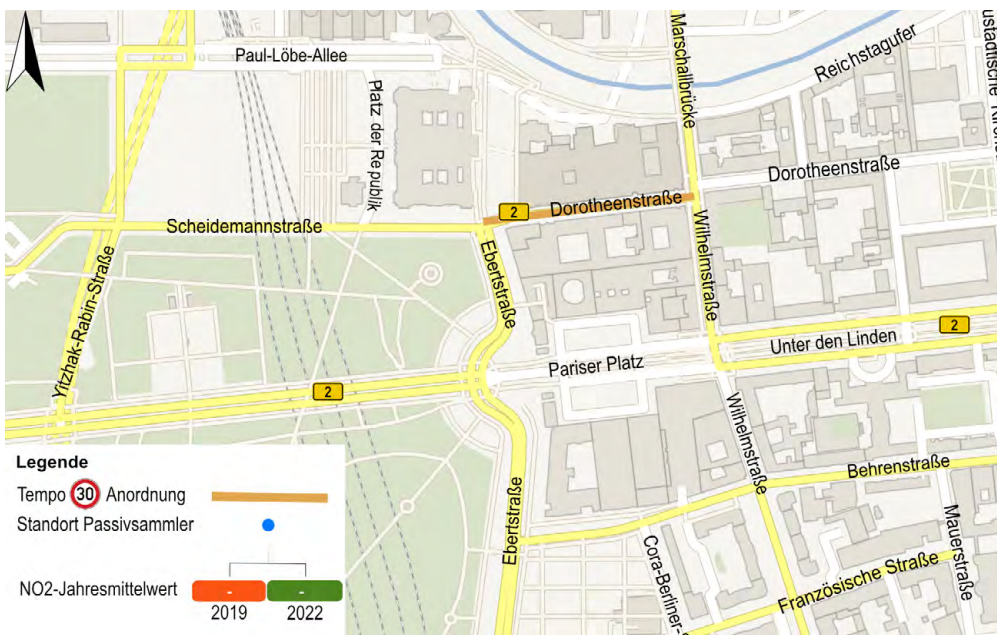 Paul-Löbe-Allee
Platz der Republik
Marschallbrücke
Reichstagufer
Dorotheenstraße
2
Dorotheenstraße
Scheidemannstraße
Ebertstraße
Wilhelmstraße
Yitzhak-Rabin-Straße
2
Unter den Linden
Pariser Platz
2
Wilhelmstraße
Behrenstraße
Ebertstraße
Mauerstraße
Französische Straße
Legende
Tempo 30 Anordnung
Standort Passivsammler
NO2-Jahresmittelwert
- -
2019 2022